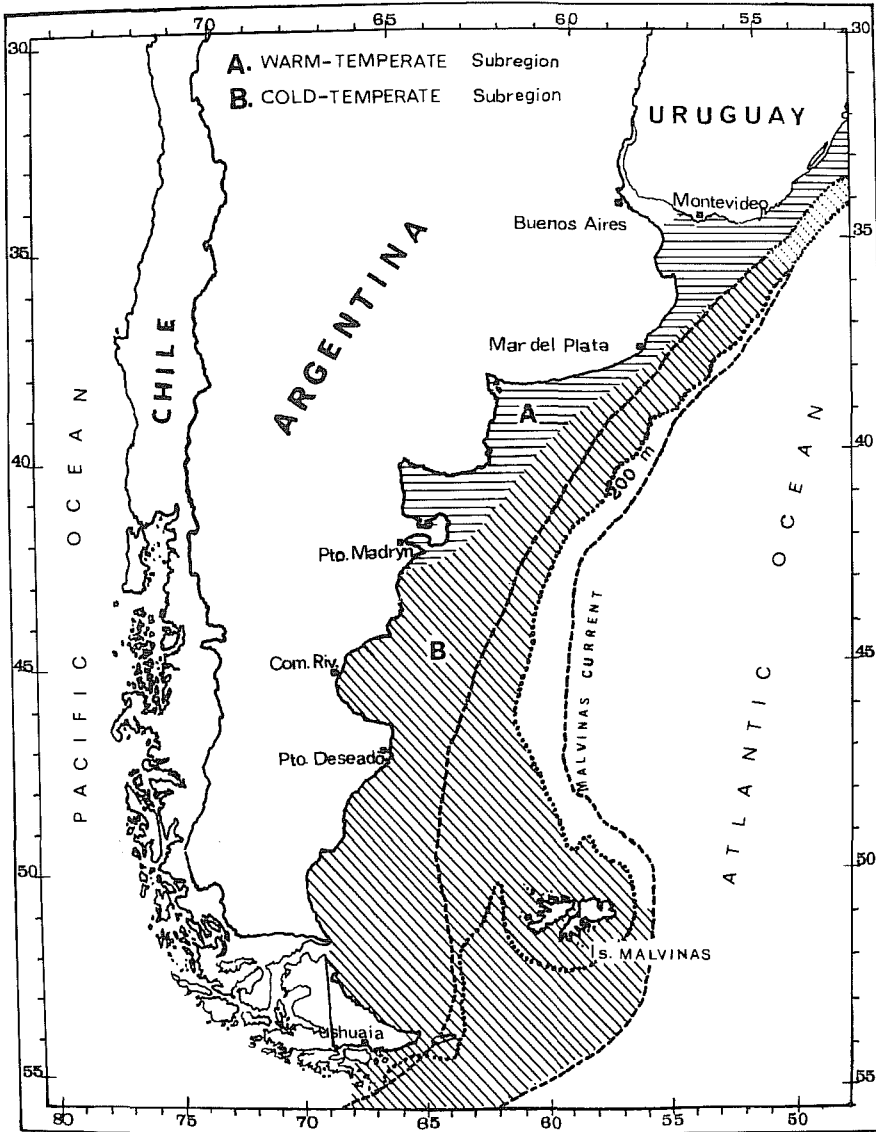 70 65 60 55
A. WARM-TEMPERATE Subregion
B. COLD-TEMPERATE Subregion
30 30
URUGUAY
Montevideo
Buenos Aires
35 35
ARGENTINA
CHILE
Mar del Plata
A
40 40
200 m
PACIFIC OCEAN
ATLANTIC OCEAN
Pto. Madryn
B
Com. Riv.
45 45
MALVINAS CURRENT
Pto. Deseado
50 50
Is. MALVINAS
Ushuaia
55 55
80 75 70 65 60 55 50